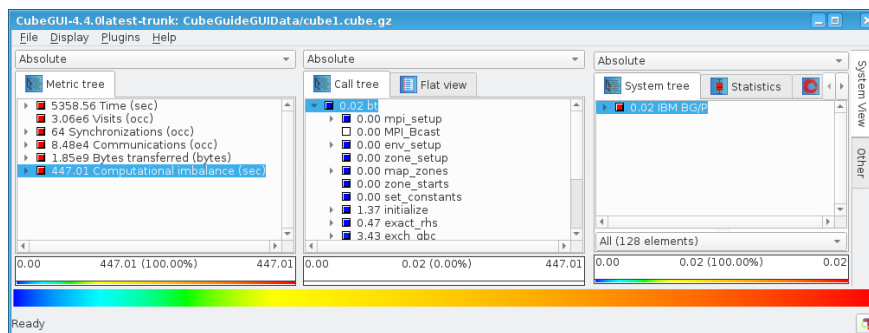 CubeGUI-4.4.0latest-trunk: CubeGuideGUIData/cube1.cube.gz
File Display Plugins Help
Absolute
Metric tree
5358.56 Time (sec)
3.06e6 Visits (occ)
64 Synchronizations (occ)
8.48e4 Communications (occ)
1.85e9 Bytes transferred (bytes)
447.01 Computational imbalance (sec)
0.00 447.01 (100.00%) 447.01
Absolute
Call tree Flat view
0.02 bt
0.00 mpi_setup
0.00 MPI_Bcast
0.00 env_setup
0.00 zone_setup
0.00 map_zones
0.00 zone_starts
0.00 set_constants
1.37 initialize
0.47 exact_rhs
3.43 exch_qbc
0.00 0.02 (0.00%) 447.01
Absolute
System tree Statistics
0.02 IBM BG/P
All (128 elements)
0.00 0.02 (100.00%) 0.02
System View
Other
Ready